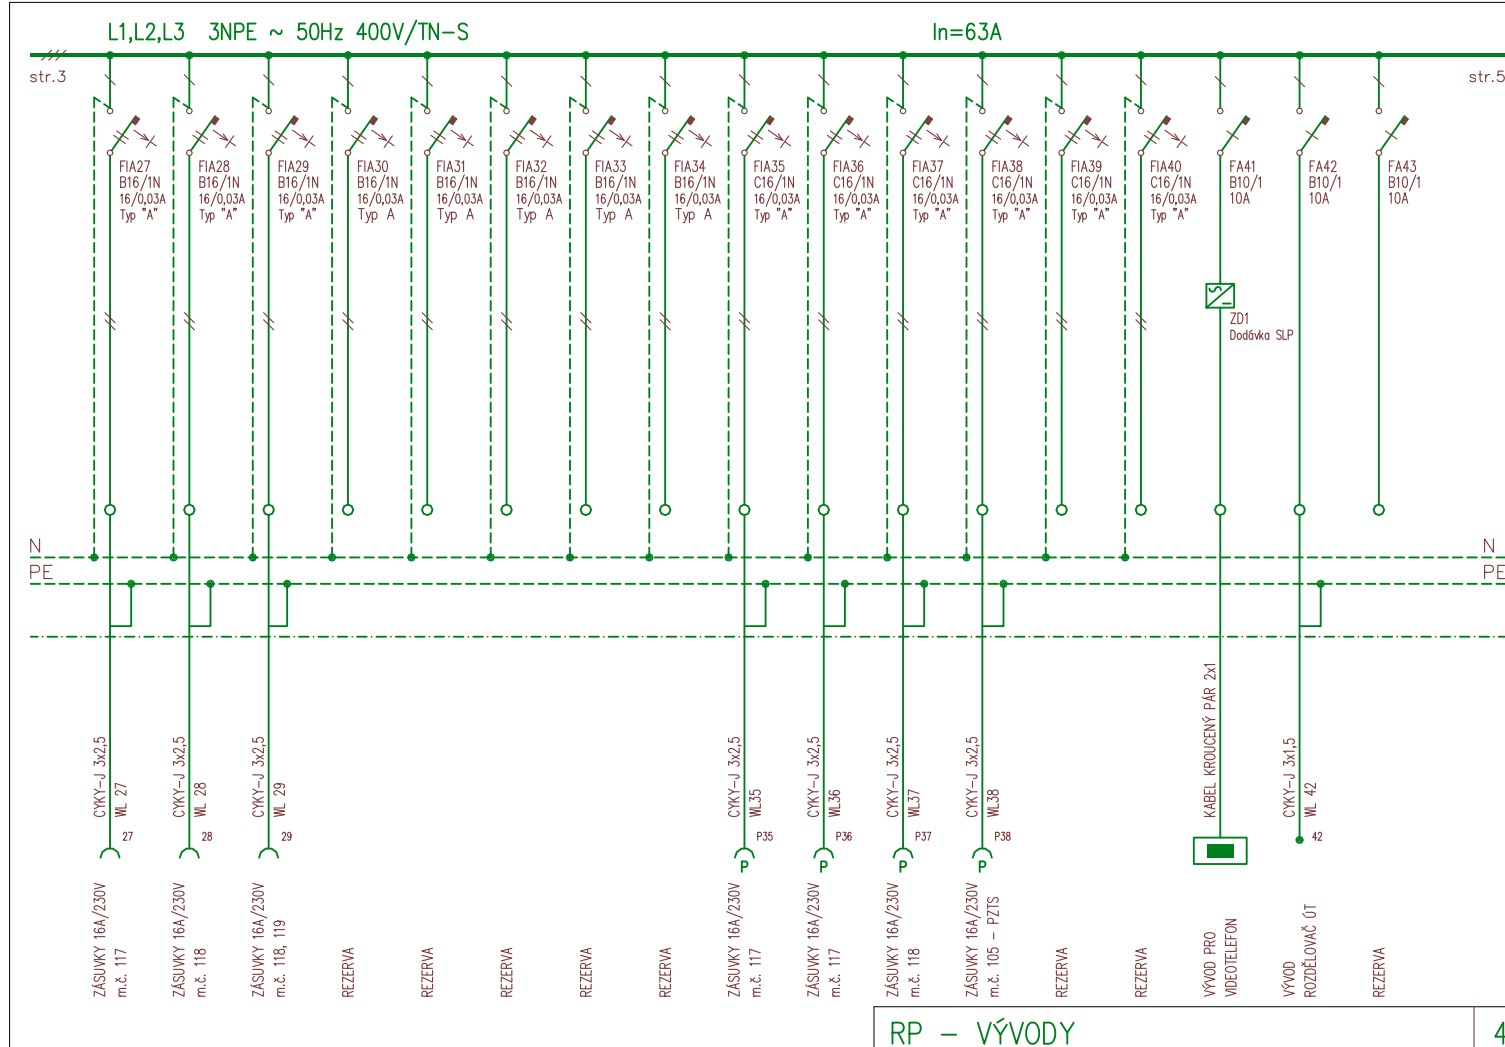 L1,L2,L3 3NPE ~ 50Hz 400V/TN-S
In=63A
str.3
str.5
FIA27
B16/1N
16/0,03A
Typ "A"
FIA28
B16/1N
16/0,03A
Typ "A"
FIA29
B16/1N
16/0,03A
Typ "A"
FIA30
B16/1N
16/0,03A
Typ A
FIA31
B16/1N
16/0,03A
Typ A
FIA32
B16/1N
16/0,03A
Typ A
FIA33
B16/1N
16/0,03A
Typ A
FIA34
B16/1N
16/0,03A
Typ A
FIA35
C16/1N
16/0,03A
Typ "A"
FIA36
C16/1N
16/0,03A
Typ "A"
FIA37
C16/1N
16/0,03A
Typ "A"
FIA38
C16/1N
16/0,03A
Typ "A"
FIA39
C16/1N
16/0,03A
Typ "A"
FIA40
C16/1N
16/0,03A
Typ "A"
FA41
B10/1
10A
FA42
B10/1
10A
FA43
B10/1
10A
ZD1
Dodávka SLP
N
N
PE
PE
CYKY-J 3x2,5
WL 27
27
CYKY-J 3x2,5
WL 28
28
CYKY-J 3x2,5
WL 29
29
CYKY-J 3x2,5
WL35
P35
P
CYKY-J 3x2,5
WL36
P36
P
CYKY-J 3x2,5
WL37
P37
P
CYKY-J 3x2,5
WL38
P38
P
KABEL KROUCENÝ PÁR 2x1
CYKY-J 3x1,5
WL 42
42
ZÁSUVKY 16A/230V
m.č. 117
ZÁSUVKY 16A/230V
m.č. 118
ZÁSUVKY 16A/230V
m.č. 118, 119
REZERVA
REZERVA
REZERVA
REZERVA
REZERVA
ZÁSUVKY 16A/230V
m.č. 117
ZÁSUVKY 16A/230V
m.č. 117
ZÁSUVKY 16A/230V
m.č. 118
ZÁSUVKY 16A/230V
m.č. 105 - PZTS
REZERVA
REZERVA
VÝVOD PRO
VIDEOTELEFON
VÝVOD
ROZDĚLOVAČ ÚT
REZERVA
RP - VÝVODY
4